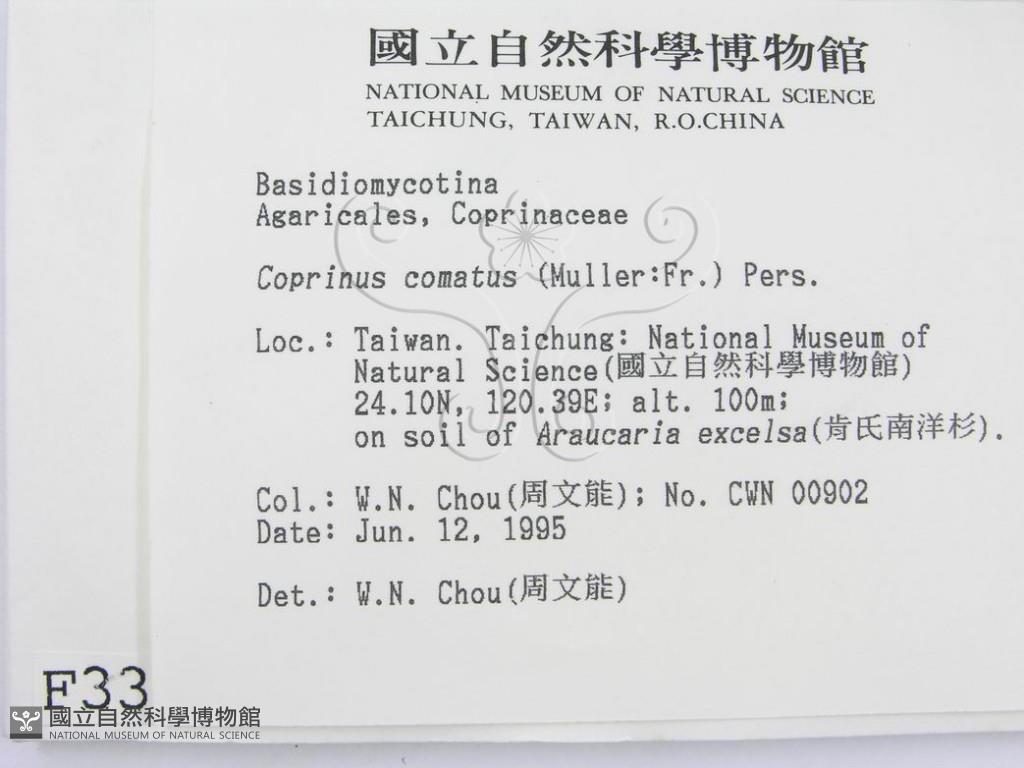 國立自然科學博物館
NATIONAL MUSEUM OF NATURAL SCIENCE
TAICHUNG, TAIWAN, R.O.CHINA
Basidiomycotina
Agaricales, Coprinaceae
Coprinus comatus (Muller:Fr.) Pers.
Loc.: Taiwan. Taichung: National Museum of
Natural Science(國立自然科學博物館)
24.10N, 120.39E; alt. 100m;
on soil of Araucaria excelsa(肯氏南洋杉).
Col.: W.N. Chou(周文能); No. CWN 00902
Date: Jun. 12, 1995
Det.: W.N. Chou(周文能)
F33
國立自然科學博物館
NATIONAL MUSEUM OF NATURAL SCIENCE